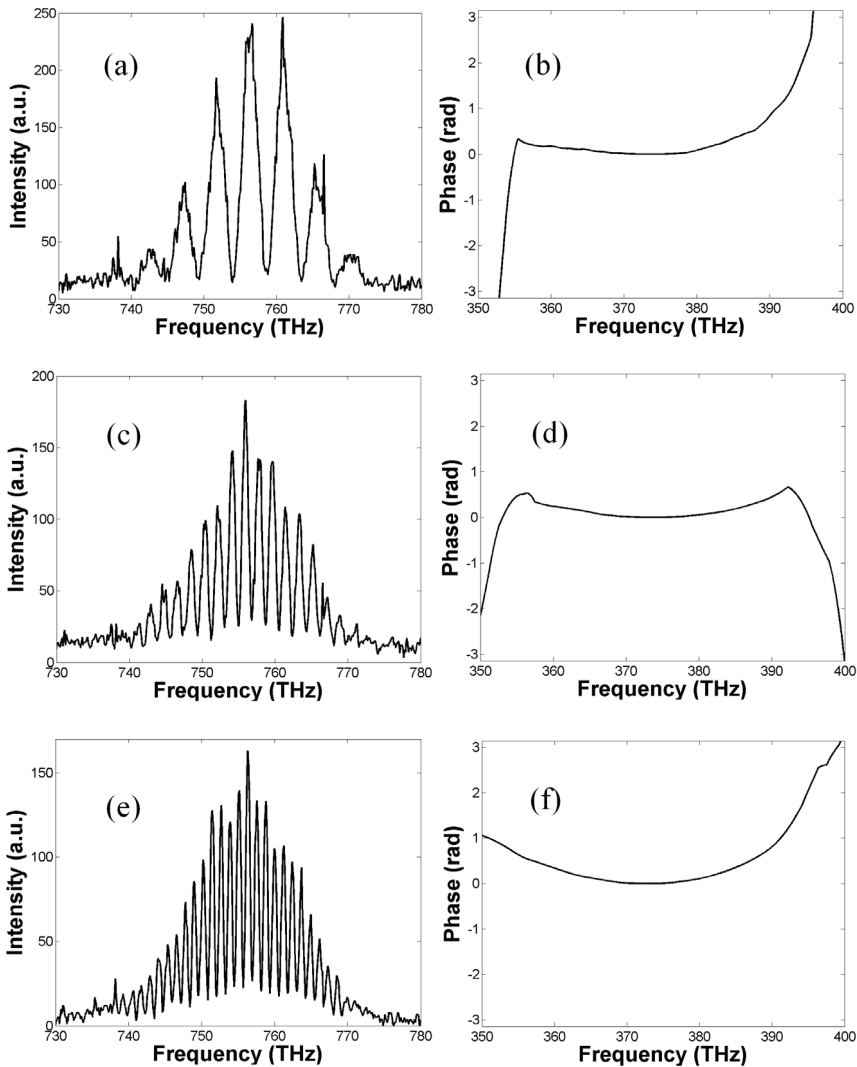 250
200
150
100
50
0
Intensity (a.u.)
(a)
730 740 750 760 770 780
Frequency (THz)
3
2
1
0
-1
-2
-3
Phase (rad)
(b)
350 360 370 380 390 400
Frequency (THz)
200
150
100
50
0
Intensity (a.u.)
(c)
730 740 750 760 770 780
Frequency (THz)
3
2
1
0
-1
-2
-3
Phase (rad)
(d)
350 360 370 380 390 400
Frequency (THz)
150
100
50
0
Intensity (a.u.)
(e)
730 740 750 760 770 780
Frequency (THz)
3
2
1
0
-1
-2
-3
Phase (rad)
(f)
350 360 370 380 390 400
Frequency (THz)